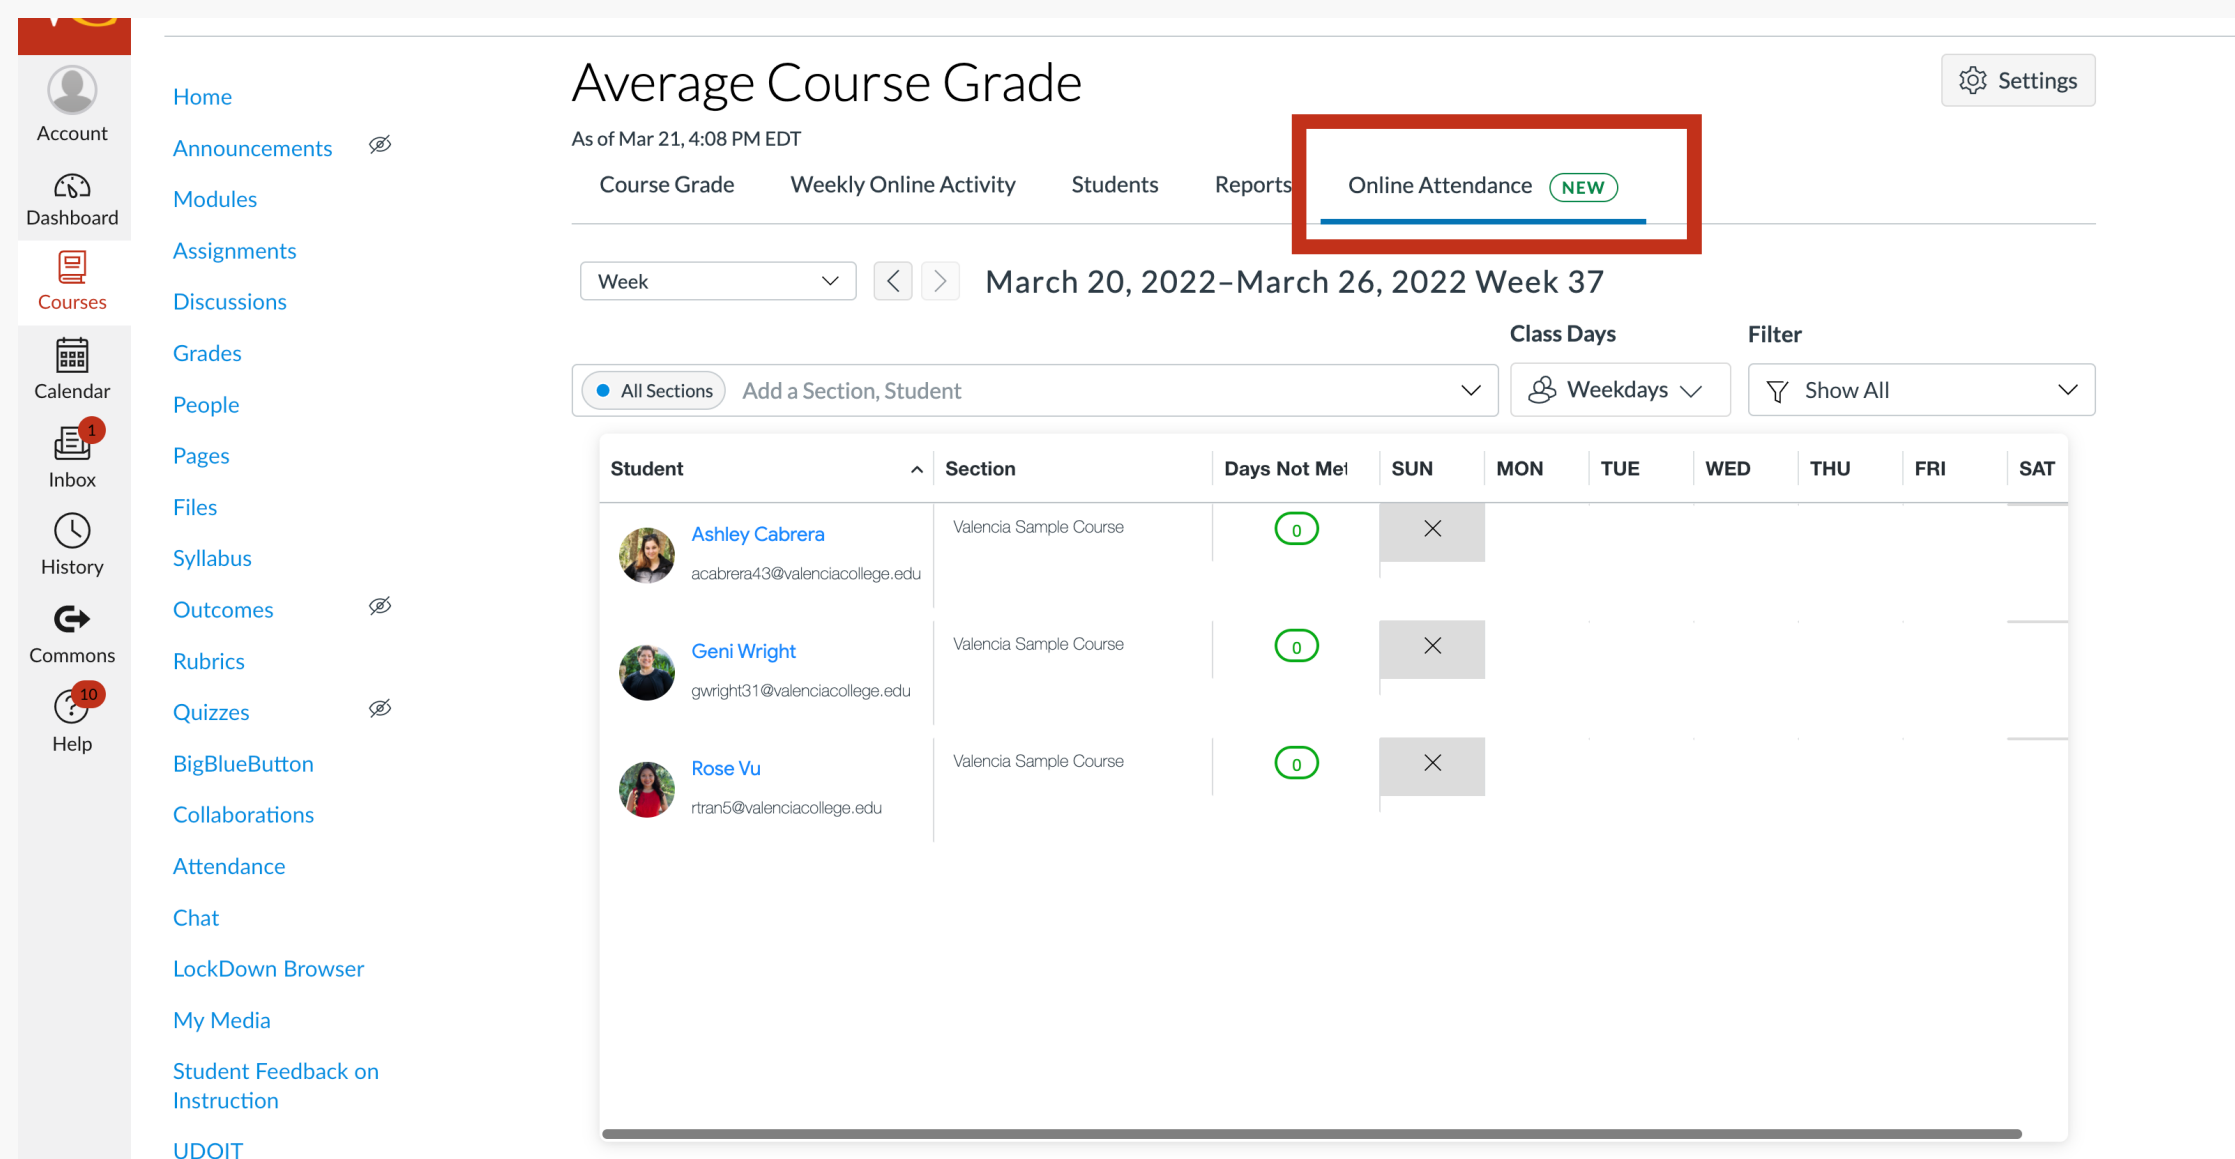 Account
Dashboard
Courses
Calendar
1
Inbox
History
Commons
10
Help
Home
Announcements
Modules
Assignments
Discussions
Grades
People
Pages
Files
Syllabus
Outcomes
Rubrics
Quizzes
BigBlueButton
Collaborations
Attendance
Chat
LockDown Browser
My Media
Student Feedback on
Instruction
UDOIT
Average Course Grade
Settings
As of Mar 21, 4:08 PM EDT
Course Grade Weekly Online Activity Students Reports Online Attendance NEW
Week March 20, 2022–March 26, 2022 Week 37
Class Days Filter
All Sections Add a Section, Student Weekdays Show All
Student Section Days Not Met SUN MON TUE WED THU FRI SAT
Ashley Cabrera Valencia Sample Course 0
acabrera43@valenciacollege.edu
Geni Wright Valencia Sample Course 0
gwright31@valenciacollege.edu
Rose Vu Valencia Sample Course 0
rtran5@valenciacollege.edu